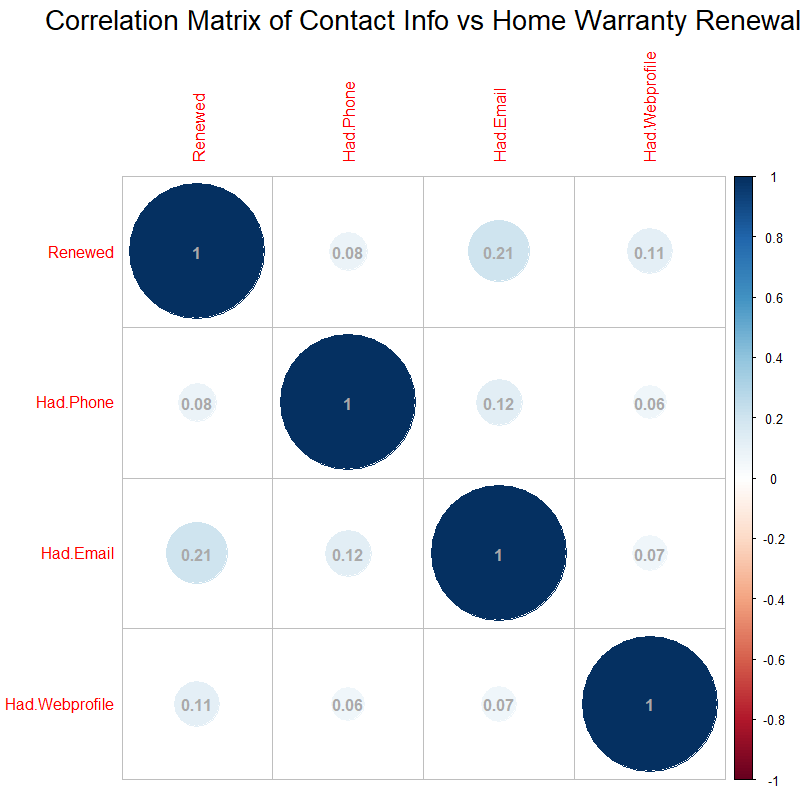 Correlation Matrix of Contact Info vs Home Warranty Renewal
Renewed
Had.Phone
Had.Email
Had.Webprofile
Renewed 1 0.08 0.21 0.11
Had.Phone 0.08 1 0.12 0.06
Had.Email 0.21 0.12 1 0.07
Had.Webprofile 0.11 0.06 0.07 1
1
0.8
0.6
0.4
0.2
0
-0.2
-0.4
-0.6
-0.8
-1